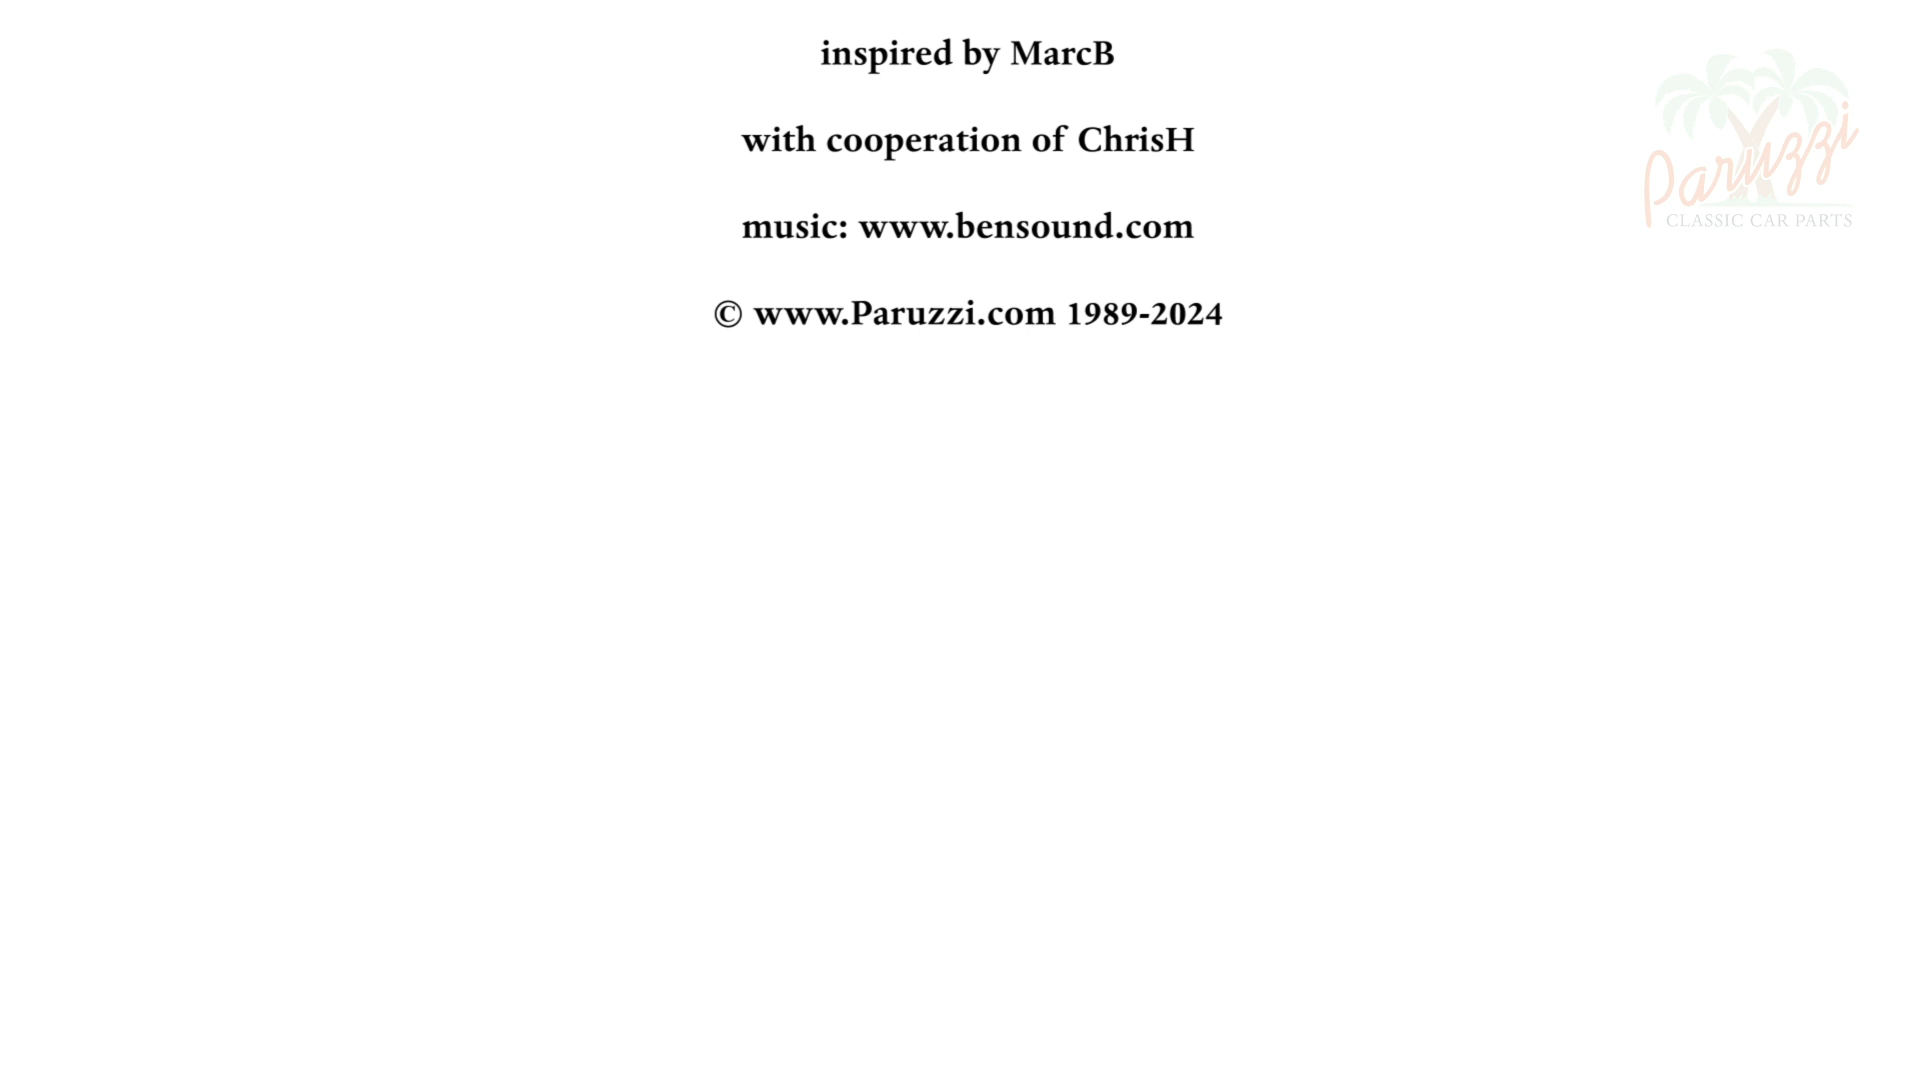 inspired by MarcB
with cooperation of ChrisH
music: www.bensound.com
© www.Paruzzi.com 1989-2024
Paruzzi
CLASSIC CAR PARTS